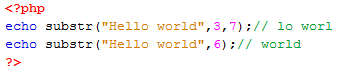 <?php
echo substr("Hello world",3,7);// lo worl
echo substr("Hello world",6);// world
?>